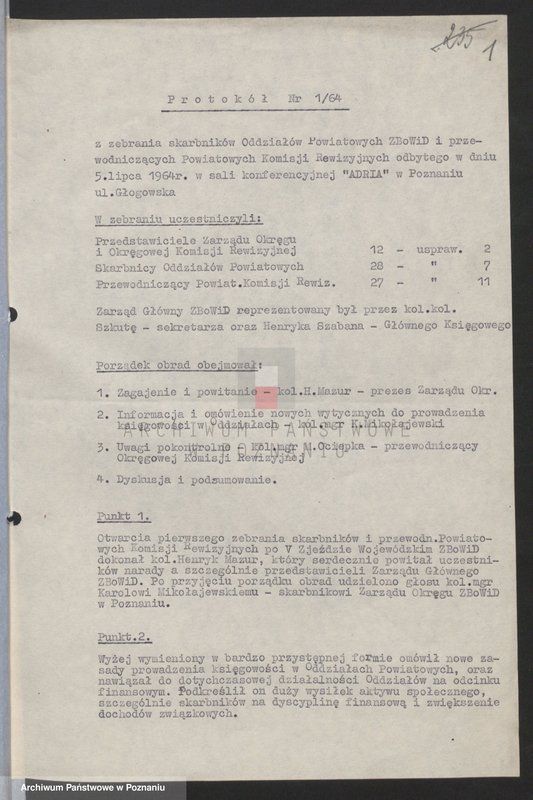 235 1
Protokół Nr 1/64
z zebrania skarbników Oddziałów Powiatowych ZBoWiD i prze-
wodniczących Powiatowych Komisji Rewizyjnych odbytego w dniu
5.lipca 1964r. w sali konferencyjnej "ADRIA" w Poznaniu
ul.Głogowska
W zebraniu uczestniczyli:
Przedstawiciele Zarządu Okręgu
i Okręgowej Komisji Rewizyjnej 12 - uspraw. 2
Skarbnicy Oddziałów Powiatowych 28 - " 7
Przewodniczący Powiat.Komisji Rewiz. 27 - " 11
Zarząd Główny ZBoWiD reprezentowany był przez kol.kol.
Szkutę - sekretarza oraz Henryka Szabana - Głównego Księgowego
Porządek obrad obejmował:
1. Zagajenie i powitanie - kol.H.Mazur - prezes Zarządu Okr.
2. Informacja i omówienie nowych wytycznych do prowadzenia
księgowości w Oddziałach - kol.mgr K.Mikołajewski
ARCHIWUM PAŃSTWOWE
3. Uwagi pokontrolne - kol.mgr M.Ociepka - przewodniczący
W POZNANIU
Okręgowej Komisji Rewizyjnej
4. Dyskusja i podsumowanie.
Punkt 1.
Otwarcia pierwszego zebrania skarbników i przewodn.Powiato-
wych Komisji Rewizyjnych po V Zjeździe Wojewódzkim ZBoWiD
dokonał kol.Henryk Mazur, który serdecznie powitał uczestni-
ków narady a szczególnie przedstawicieli Zarządu Głównego
ZBOWiD. Po przyjęciu porządku obrad udzielono głosu kol.mgr
Karolowi Mikołajewskiemu - skarbnikowi Zarządu Okręgu ZBoWiD
w Poznaniu.
Punkt.2.
Wyżej wymieniony w bardzo przystępnej formie omówił nowe za-
sady prowadzenia księgowości w Oddziałach Powiatowych, oraz
nawiązał do dotychczasowej działalności Oddziałów na odcinku
finansowym. Podkreślił on duży wysiłek aktywu społecznego,
szczególnie skarbników na dyscyplinę finansową i zwiększenie
dochodów związkowych.
Archiwum Państwowe w Poznaniu